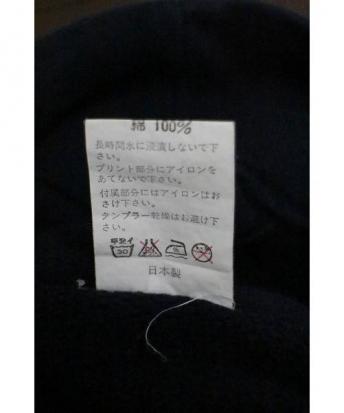 綿 100%
長時間水に浸漬しないで下
さい。
プリント部分にアイロンを
あてないで下さい。
付属部分にはアイロンはお
さけ下さい。
タンブラー乾燥はお避け下
さい。
30
日本製